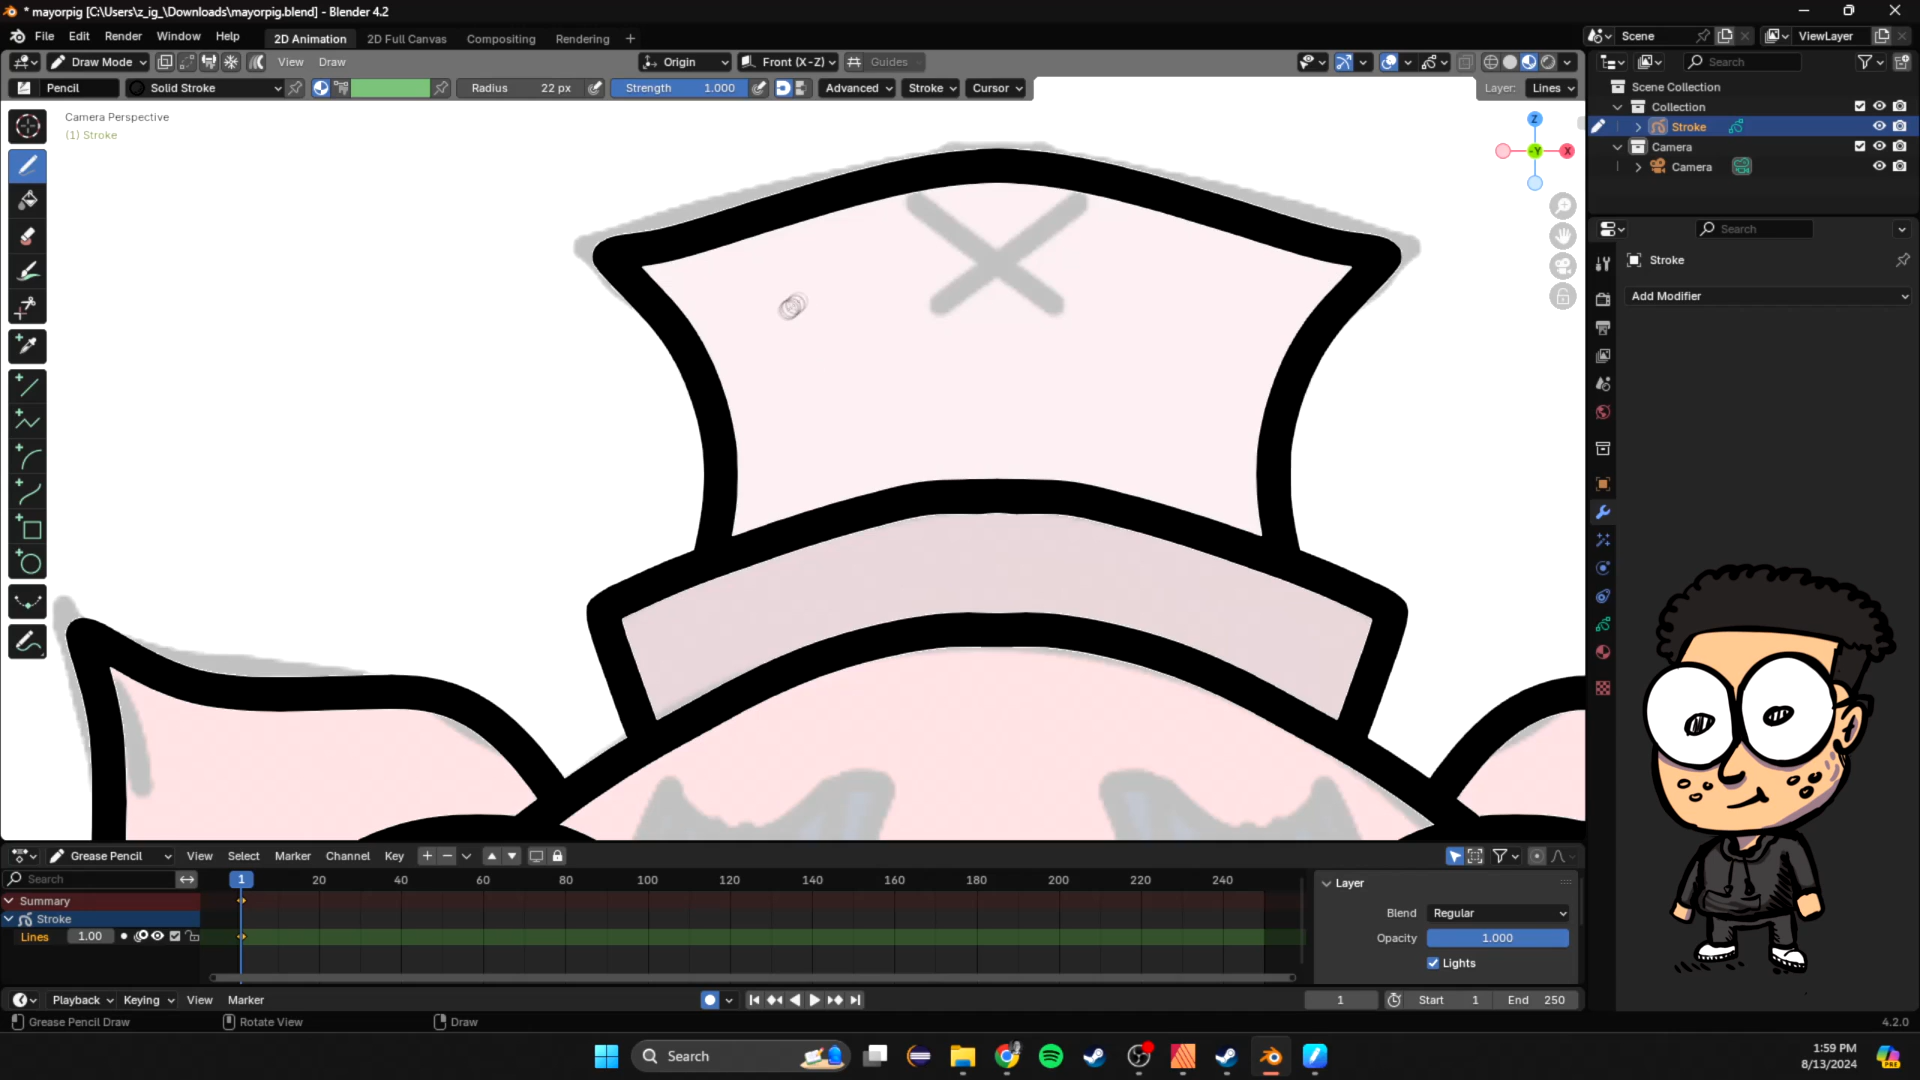 * mayorpig [C:\Users\z_ig_\Downloads\mayorpig.blend] - Blender 4.2
File Edit Render Window Help
2D Animation 2D Full Canvas Compositing Rendering +
Scene ViewLayer
Draw Mode View Draw Origin Front (X-Z) Guides
Search
Pencil Solid Stroke Radius 22 px Strength 1.000 Advanced Stroke Cursor Layer: Lines
Scene Collection
Collection
Stroke
Camera
Camera
Camera Perspective
(1) Stroke
Z
X
-Y
Search
Stroke
Add Modifier
Grease Pencil View Select Marker Channel Key
Search
1 20 40 60 80 100 120 140 160 180 200 220 240
Summary
Stroke
Lines 1.00
Layer
Blend Regular
Opacity 1.000
Lights
Playback Keying View Marker
1 Start 1 End 250
Grease Pencil Draw Rotate View Draw
4.2.0
Search
PRE
1:59 PM
8/13/2024